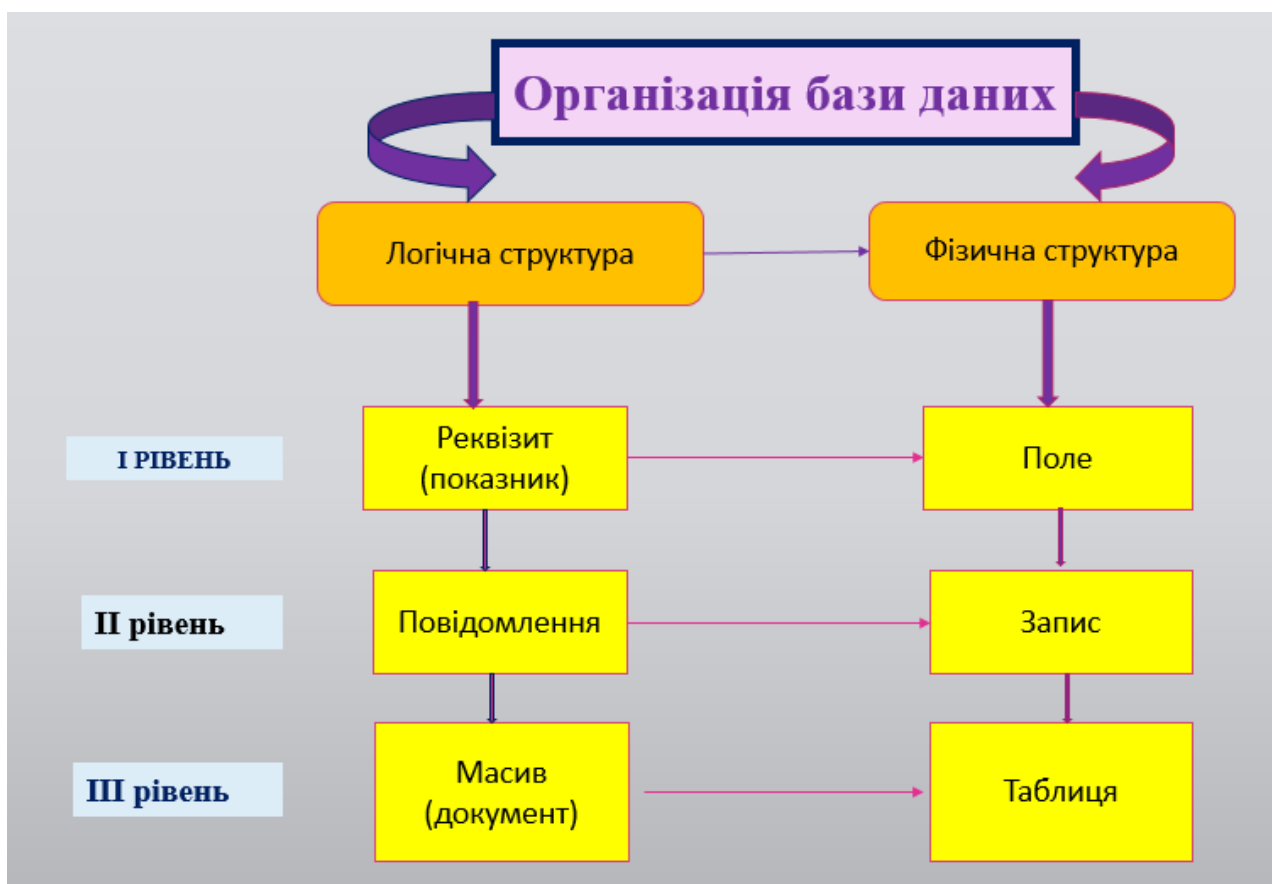 Організація бази даних
Логічна структура
Фізична структура
І РІВЕНЬ
Реквізит
(показник)
Поле
ІІ рівень
Повідомлення
Запис
ІІІ рівень
Масив
(документ)
Таблиця